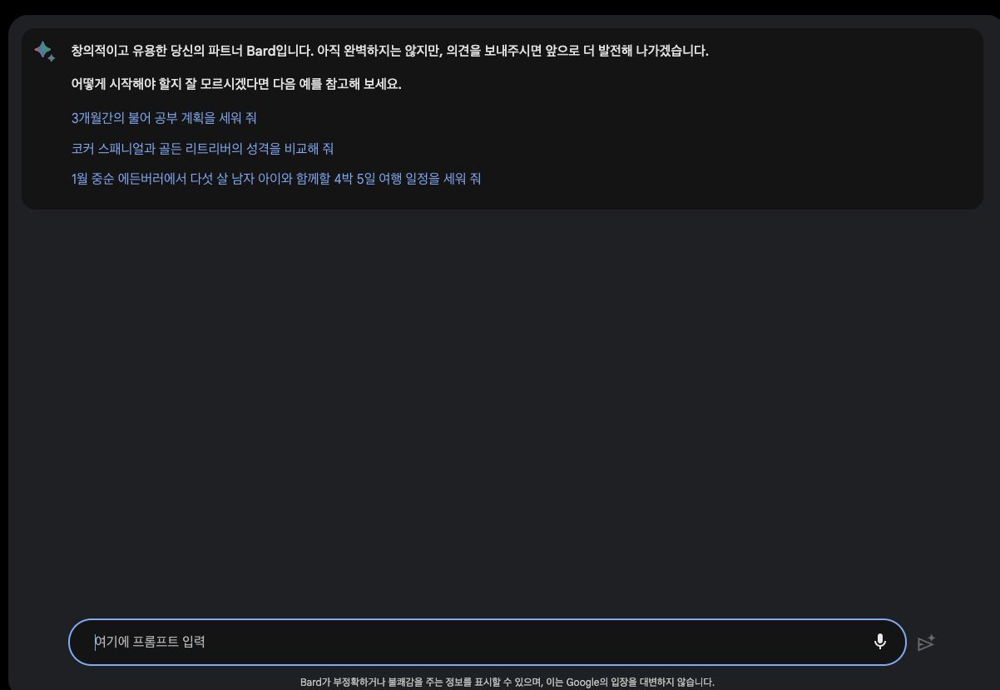 창의적이고 유용한 당신의 파트너 Bard입니다. 아직 완벽하지는 않지만, 의견을 보내주시면 앞으로 더 발전해 나가겠습니다.
어떻게 시작해야 할지 잘 모르시겠다면 다음 예를 참고해 보세요.
3개월간의 불어 공부 계획을 세워 줘
코커 스패니얼과 골든 리트리버의 성격을 비교해 줘
1월 중순 에든버러에서 다섯 살 남자 아이와 함께할 4박 5일 여행 일정을 세워 줘
여기에 프롬프트 입력
Bard가 부정확하거나 불쾌감을 주는 정보를 표시할 수 있으며, 이는 Google의 입장을 대변하지 않습니다.